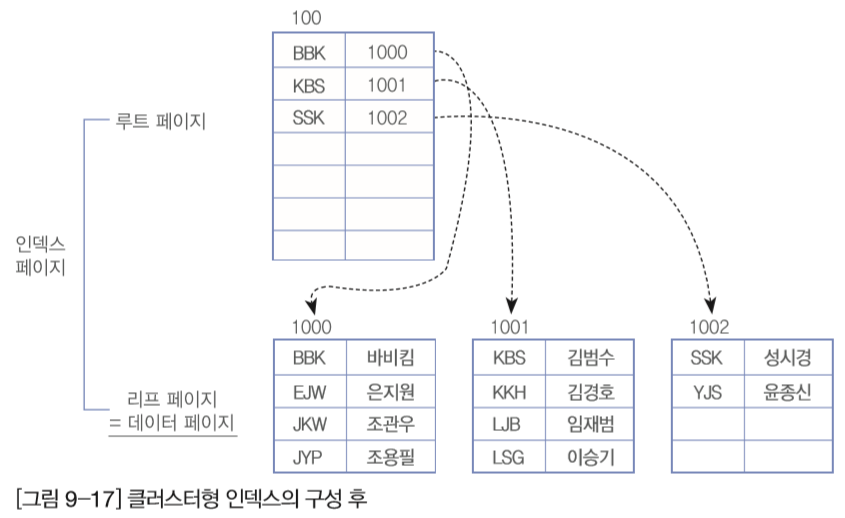 100
BBK 1000
KBS 1001
SSK 1002
루트 페이지
인덱스
페이지
1000
BBK 바비킴
EJW 은지원
JKW 조관우
JYP 조용필
1001
KBS 김범수
KKH 김경호
LJB 임재범
LSG 이승기
1002
SSK 성시경
YJS 윤종신
리프 페이지
= 데이터 페이지
[그림 9-17] 클러스터형 인덱스의 구성 후